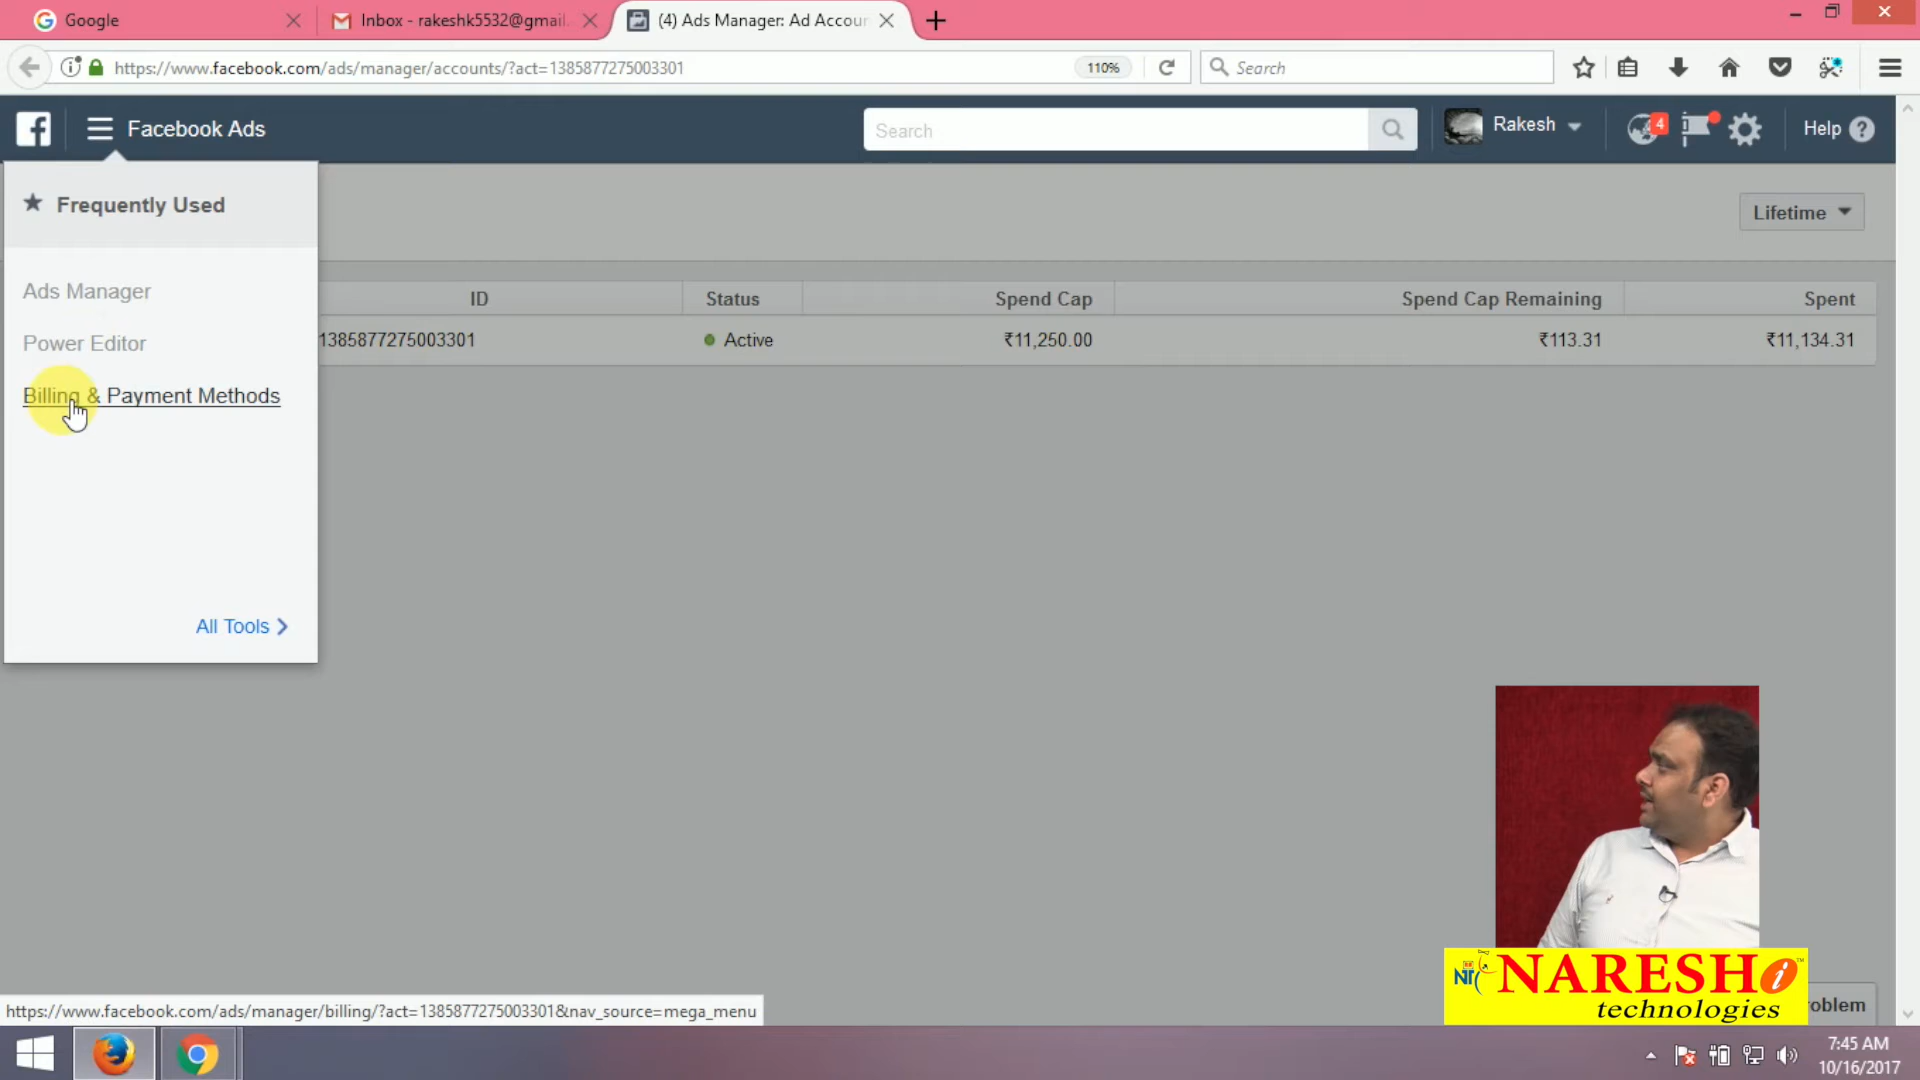 Google
Inbox - rakeshk5532@gmail.
(4) Ads Manager: Ad Accoun
https://www.facebook.com/ads/manager/accounts/?act=1385877275003301
110%
Search
Facebook Ads
Search
Rakesh
4
Help
Frequently Used
Lifetime
Ads Manager
Power Editor
Billing & Payment Methods
All Tools
ID
Status
Spend Cap
Spend Cap Remaining
Spent
1385877275003301
Active
₹11,250.00
₹113.31
₹11,134.31
NARESH i
technologies
oblem
https://www.facebook.com/ads/manager/billing/?act=1385877275003301&nav_source=mega_menu
7:45 AM
10/16/2017